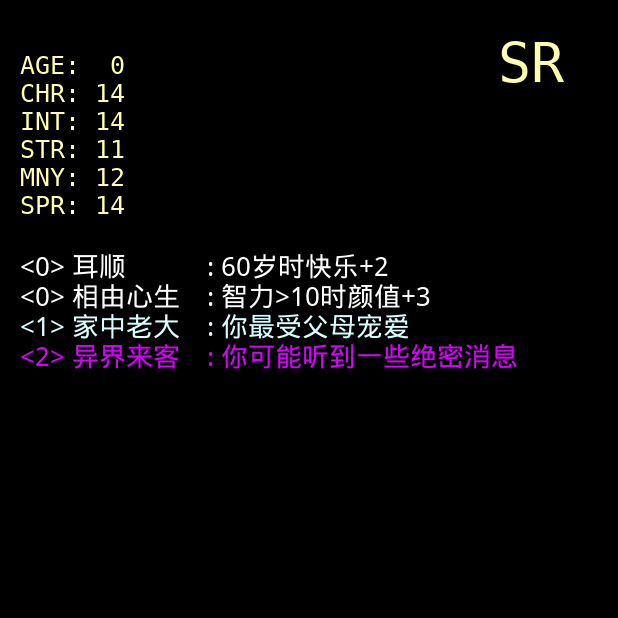 SR
AGE: 0
CHR: 14
INT: 14
STR: 11
MNY: 12
SPR: 14
<0> 耳顺 : 60岁时快乐+2
<0> 相由心生 : 智力>10时颜值+3
<1> 家中老大 : 你最受父母宠爱
<2> 异界来客 : 你可能听到一些绝密消息